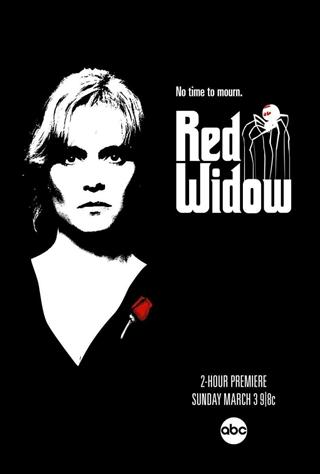 No time to mourn.
Red
Widow
2-HOUR PREMIERE
SUNDAY MARCH 3 9|8c
abc